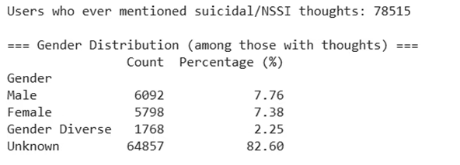 Users who ever mentioned suicidal/NSSI thoughts: 78515
=== Gender Distribution (among those with thoughts) ===
Count Percentage (%)
Gender
Male 6092 7.76
Female 5798 7.38
Gender Diverse 1768 2.25
Unknown 64857 82.60